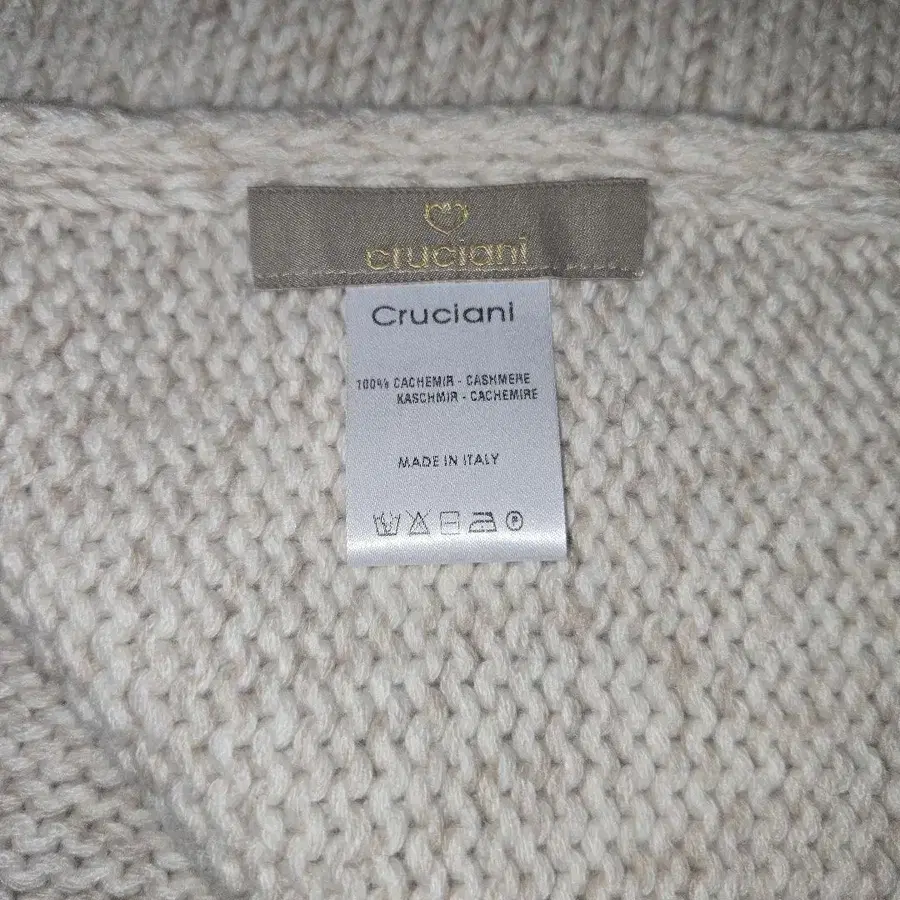 cruciani
Cruciani
100% CACHEMIR - CASHMERE
KASCHMIR - CACHEMIRE
MADE IN ITALY
P